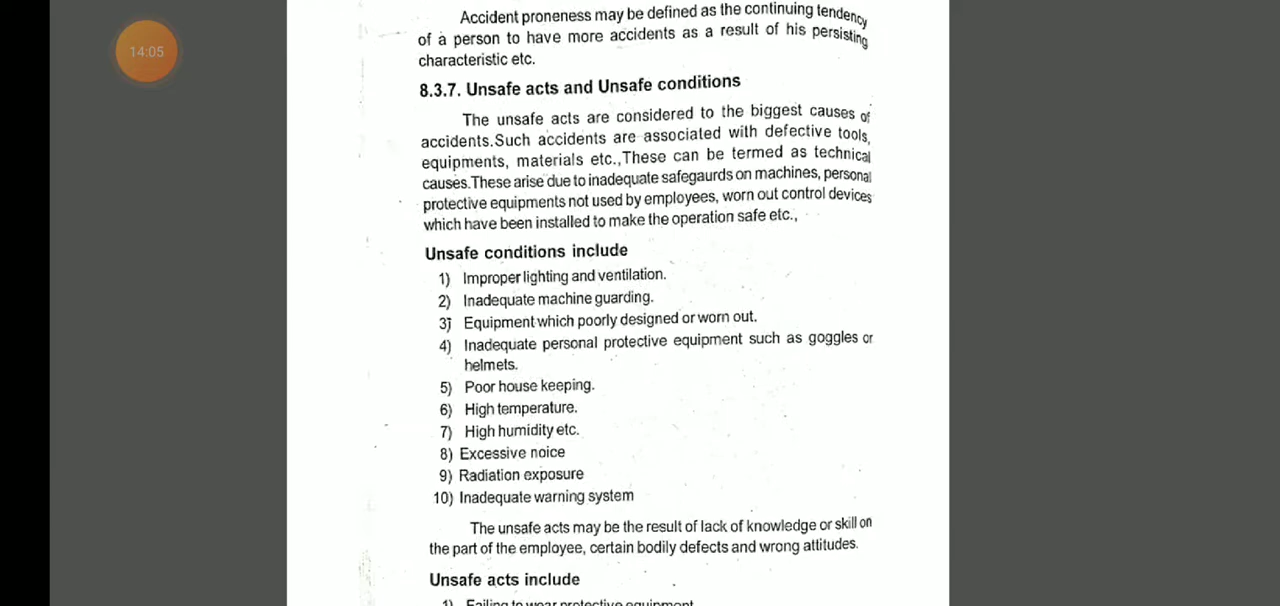 14:05
Accident proneness may be defined as the continuing tendency
of a person to have more accidents as a result of his persisting
characteristic etc.
8.3.7. Unsafe acts and Unsafe conditions
The unsafe acts are considered to the biggest causes of
accidents.Such accidents are associated with defective tools,
equipments, materials etc.,These can be termed as technical
causes.These arise due to inadequate safegaurds on machines, personal
protective equipments not used by employees, worn out control devices
which have been installed to make the operation safe etc.,
Unsafe conditions include
1) Improper lighting and ventilation.
2) Inadequate machine guarding.
3) Equipment which poorly designed or worn out.
4) Inadequate personal protective equipment such as goggles or
helmets.
5) Poor house keeping.
6) High temperature.
7) High humidity etc.
8) Excessive noice
9) Radiation exposure
10) Inadequate warning system
The unsafe acts may be the result of lack of knowledge or skill on
the part of the employee, certain bodily defects and wrong attitudes.
Unsafe acts include
1) Failing to wear protective equipment